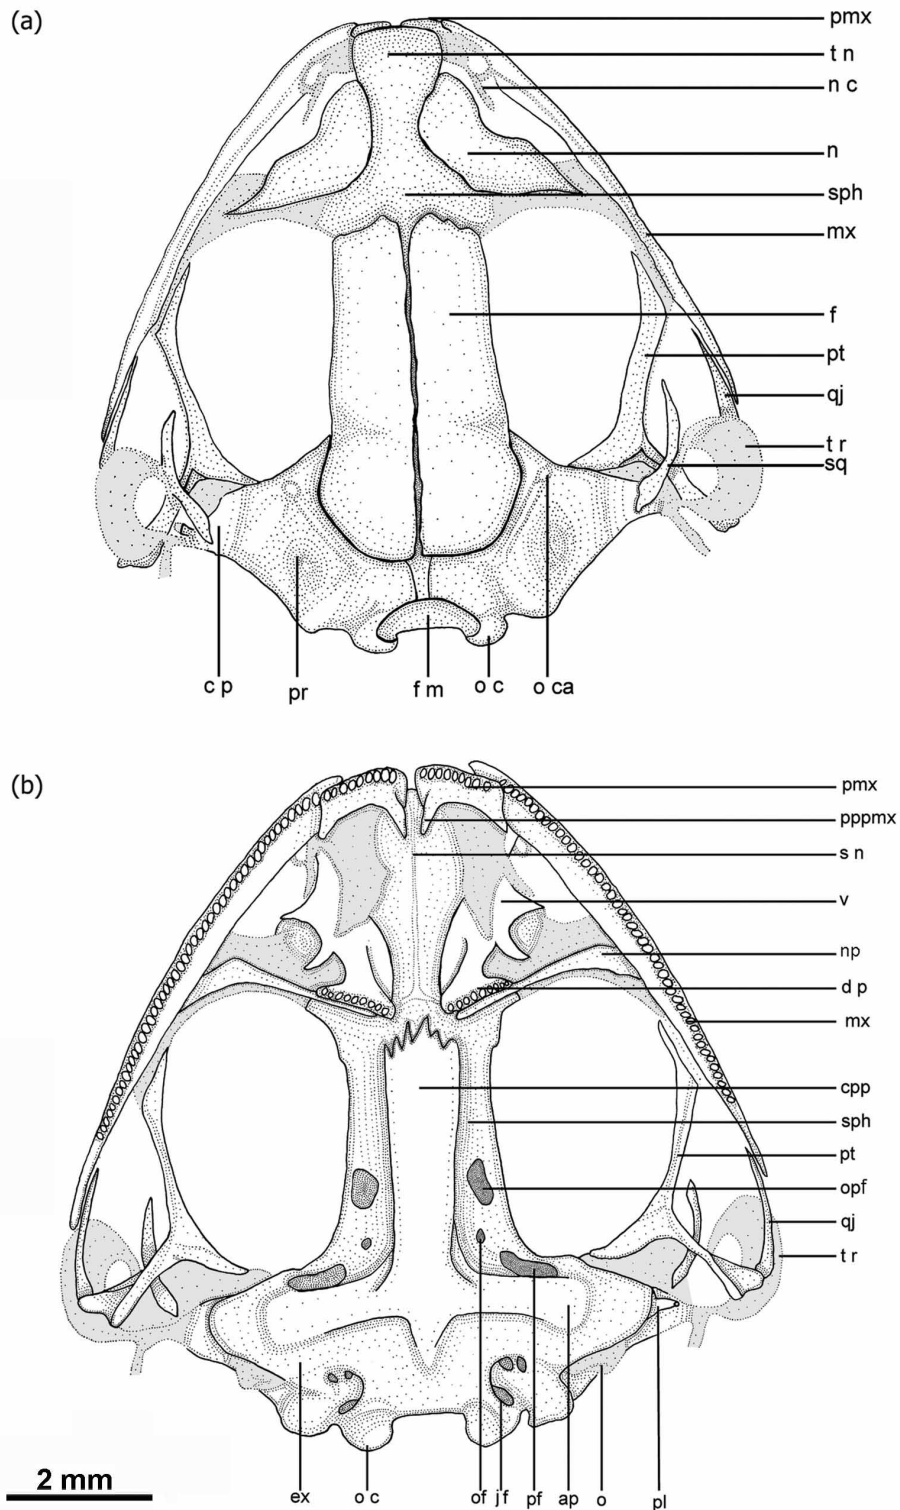 (a)
pmx
t n
n c
n
sph
mx
f
pt
qj
t r
sq
c p
pr
f m
o c
o ca
(b)
pmx
pppmx
s n
v
np
d p
mx
cpp
sph
pt
opf
qj
t r
2 mm
ex
o c
of
jf
pf
ap
o
pl